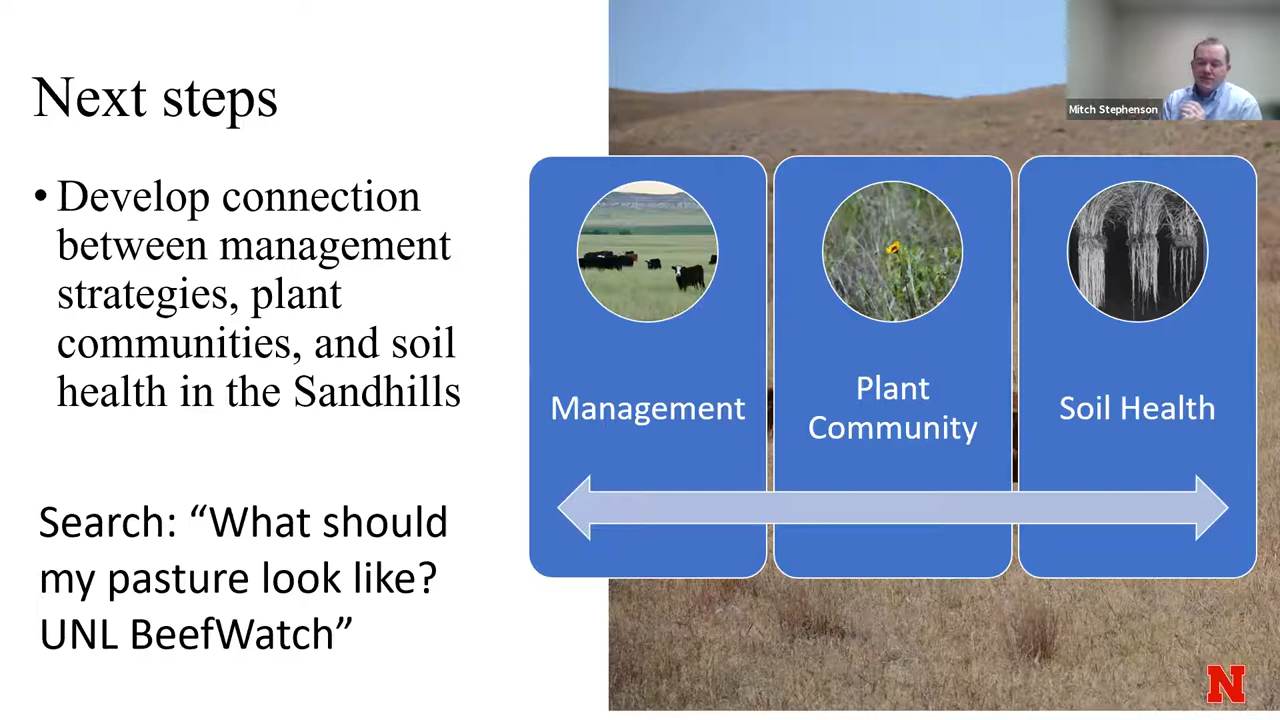 Next steps
• Develop connection
between management
strategies, plant
communities, and soil
health in the Sandhills
Search: “What should
my pasture look like?
UNL BeefWatch”
Mitch Stephenson
Management
Plant
Community
Soil Health
N